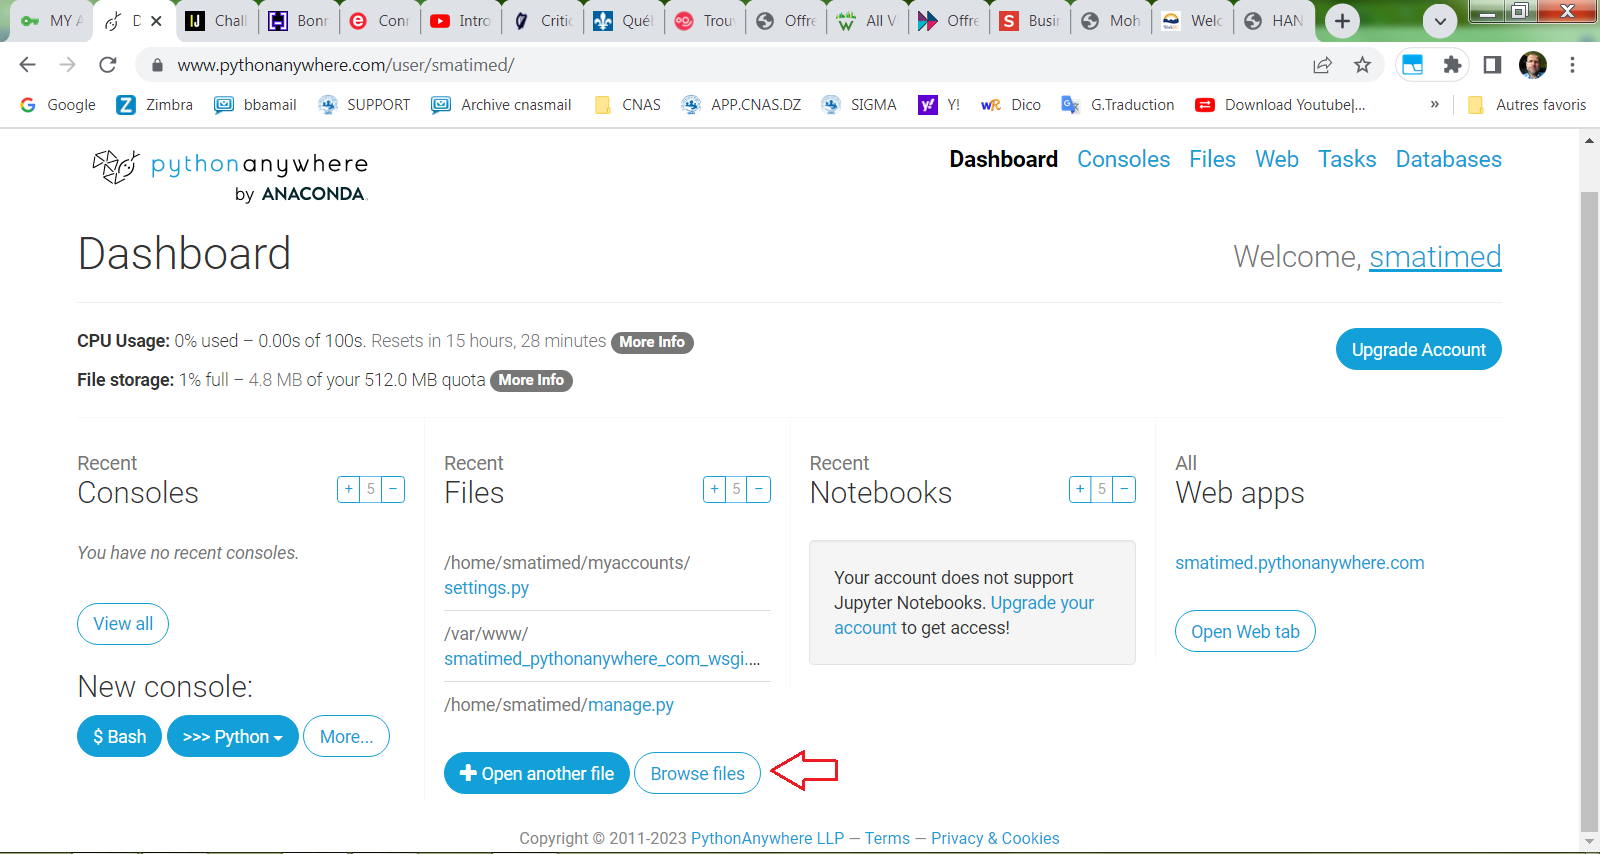 MY A
D
Chall
Bonr
Conr
Intro
Critic
Québ
Trouv
Offre
All V
Offre
Busir
Moh
Welc
HAN
www.pythonanywhere.com/user/smatimed/
Google
Zimbra
bbamail
SUPPORT
Archive cnasmail
CNAS
APP.CNAS.DZ
SIGMA
Y!
Dico
G.Traduction
Download Youtube|...
»
Autres favoris
pythonanywhere
by ANACONDA.
Dashboard Consoles Files Web Tasks Databases
Dashboard
Welcome, smatimed
CPU Usage: 0% used – 0.00s of 100s. Resets in 15 hours, 28 minutes More Info
Upgrade Account
File storage: 1% full – 4.8 MB of your 512.0 MB quota More Info
Recent
Consoles
+ 5 −
You have no recent consoles.
View all
New console:
$ Bash
>>> Python
More...
Recent
Files
+ 5 −
/home/smatimed/myaccounts/
settings.py
/var/www/
smatimed_pythonanywhere_com_wsgi....
/home/smatimed/manage.py
Open another file
Browse files
Recent
Notebooks
+ 5 −
Your account does not support
Jupyter Notebooks. Upgrade your
account to get access!
All
Web apps
smatimed.pythonanywhere.com
Open Web tab
Copyright © 2011-2023 PythonAnywhere LLP — Terms — Privacy & Cookies